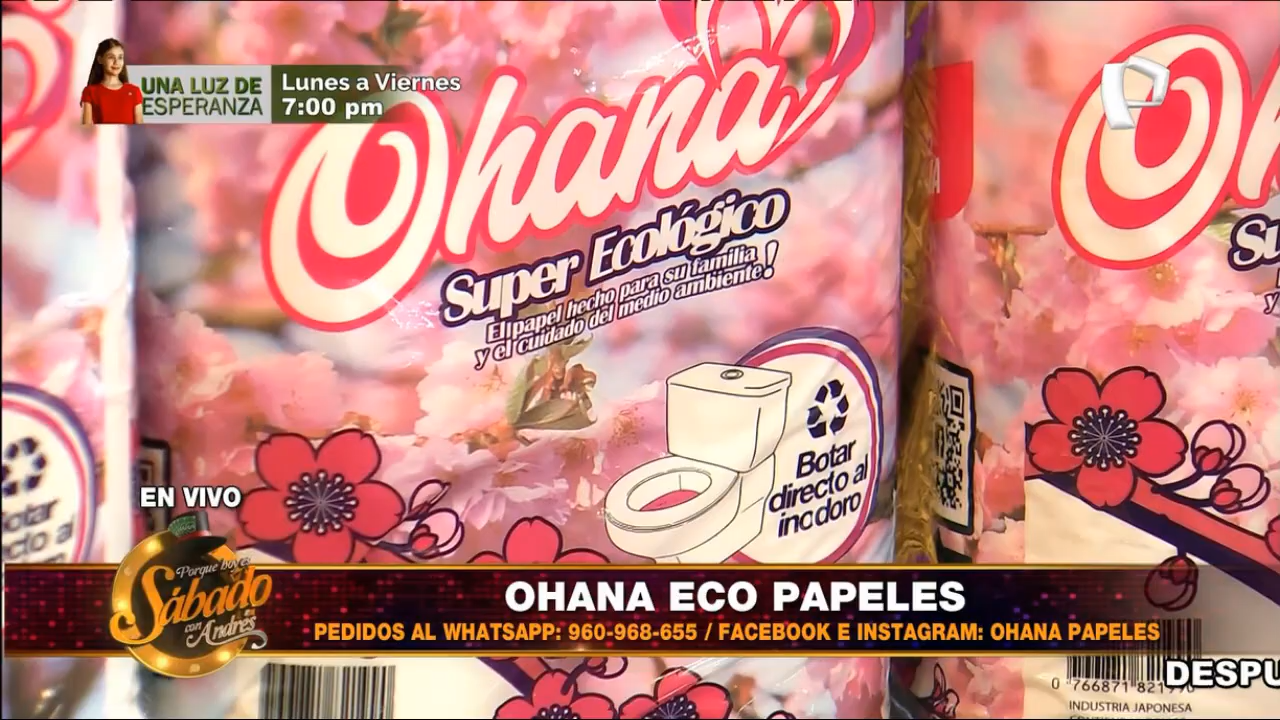 UNA LUZ DE
ESPERANZA
Lunes a Viernes
7:00 pm
Ohana
Super Ecológico
El papel hecho para su familia
y el cuidado del medio ambiente!
Botar
directo al
inodoro
Su
y
EN VIVO
Porque hoy es
Sábado
con
Andrés
OHANA ECO PAPELES
PEDIDOS AL WHATSAPP: 960-968-655 / FACEBOOK E INSTAGRAM: OHANA PAPELES
DESPU
INDUSTRIA JAPONESA